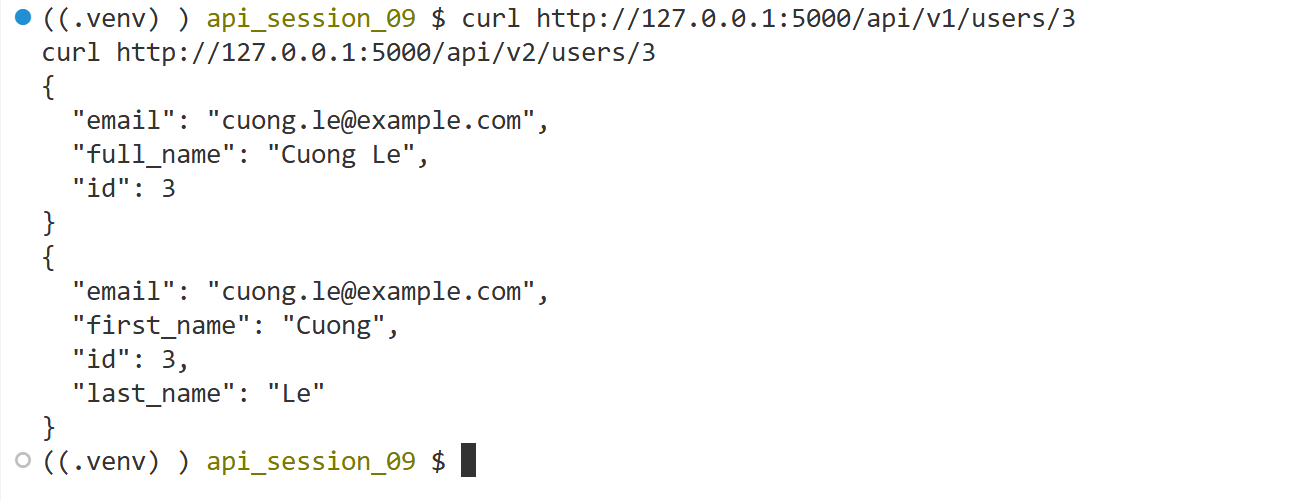 ((.venv) ) api_session_09 $ curl http://127.0.0.1:5000/api/v1/users/3
curl http://127.0.0.1:5000/api/v2/users/3
{
  "email": "cuong.le@example.com",
  "full_name": "Cuong Le",
  "id": 3
}
{
  "email": "cuong.le@example.com",
  "first_name": "Cuong",
  "id": 3,
  "last_name": "Le"
}
((.venv) ) api_session_09 $